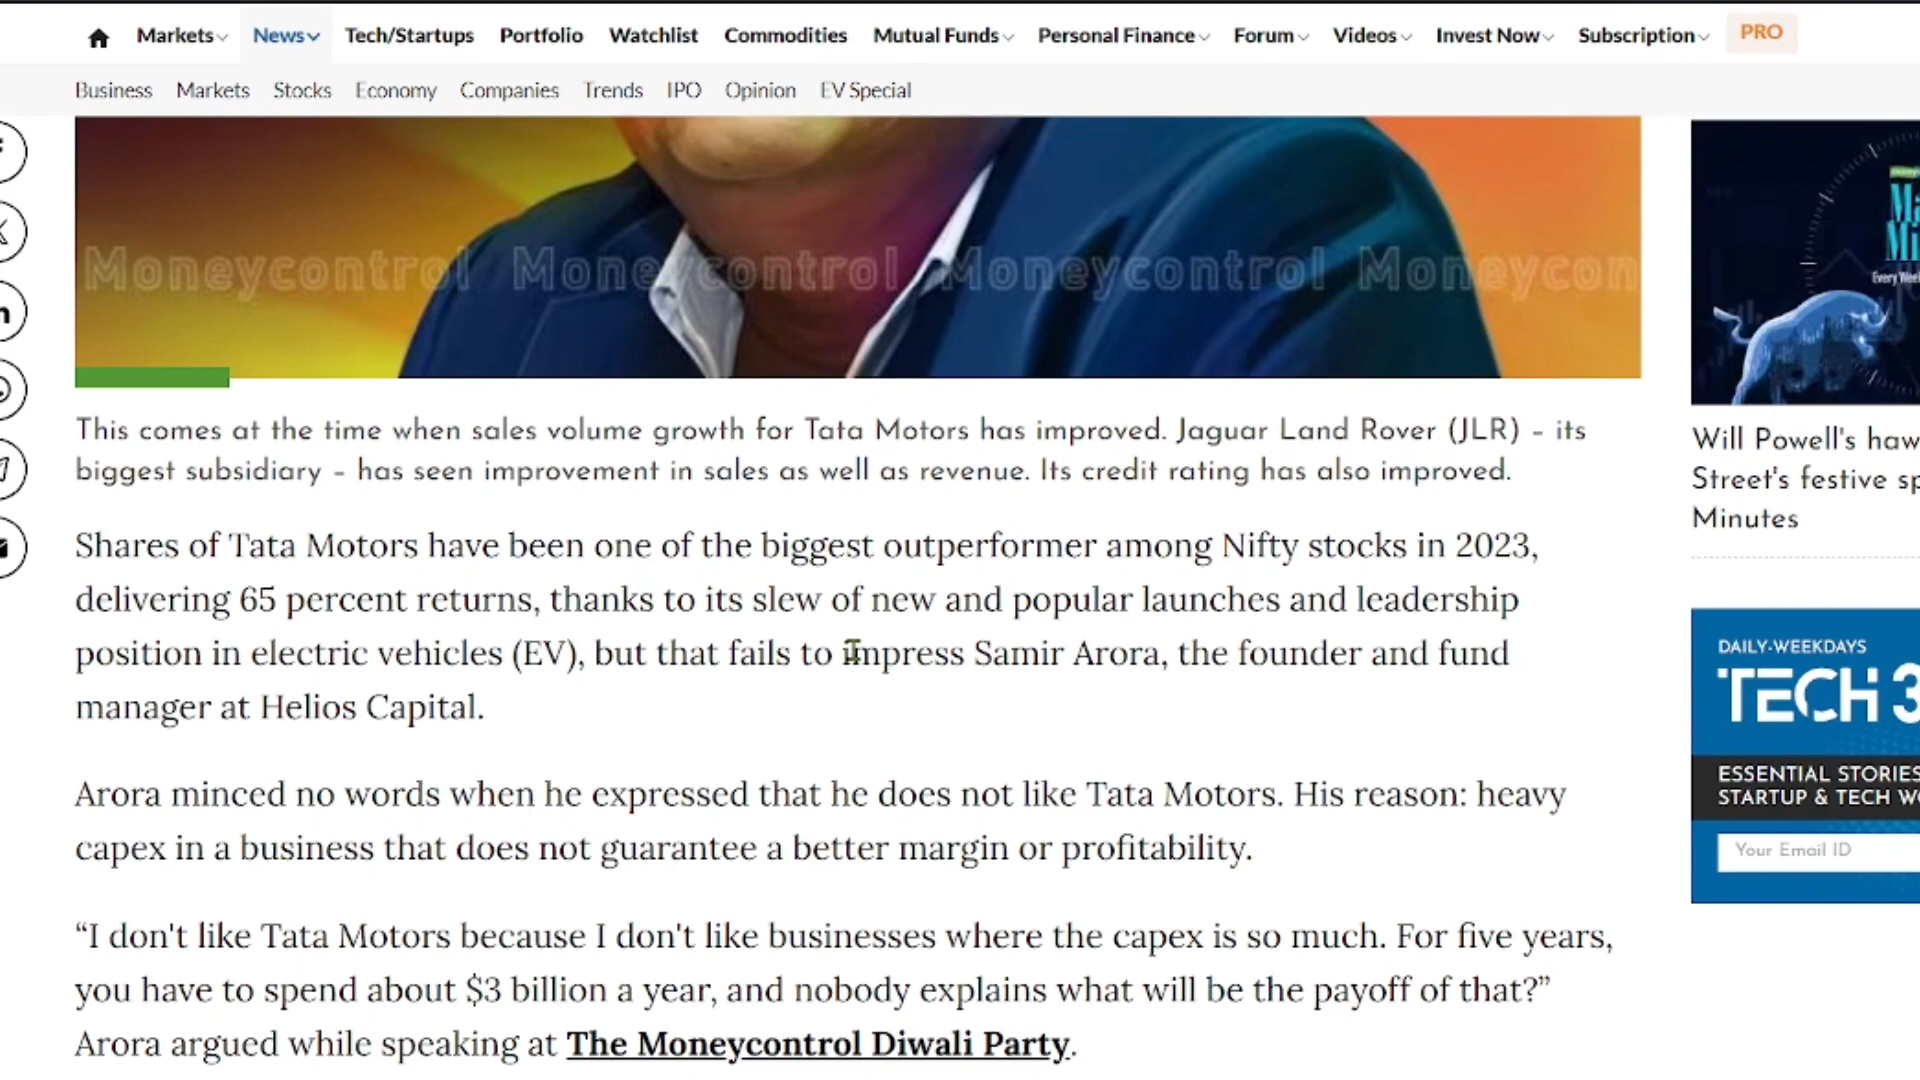 Markets News Tech/Startups Portfolio Watchlist Commodities Mutual Funds Personal Finance Forum Videos Invest Now Subscription PRO
Business Markets Stocks Economy Companies Trends IPO Opinion EV Special
Moneycontrol Moneycontrol Moneycontrol Moneycon
This comes at the time when sales volume growth for Tata Motors has improved. Jaguar Land Rover (JLR) – its
biggest subsidiary – has seen improvement in sales as well as revenue. Its credit rating has also improved.
Shares of Tata Motors have been one of the biggest outperformer among Nifty stocks in 2023,
delivering 65 percent returns, thanks to its slew of new and popular launches and leadership
position in electric vehicles (EV), but that fails to impress Samir Arora, the founder and fund
manager at Helios Capital.
Arora minced no words when he expressed that he does not like Tata Motors. His reason: heavy
capex in a business that does not guarantee a better margin or profitability.
“I don't like Tata Motors because I don't like businesses where the capex is so much. For five years,
you have to spend about $3 billion a year, and nobody explains what will be the payoff of that?”
Arora argued while speaking at The Moneycontrol Diwali Party.
Ma
Mi
Every Wee
Will Powell's haw
Street's festive sp
Minutes
DAILY-WEEKDAYS
TECH 3
ESSENTIAL STORIES
STARTUP & TECH WO
Your Email ID